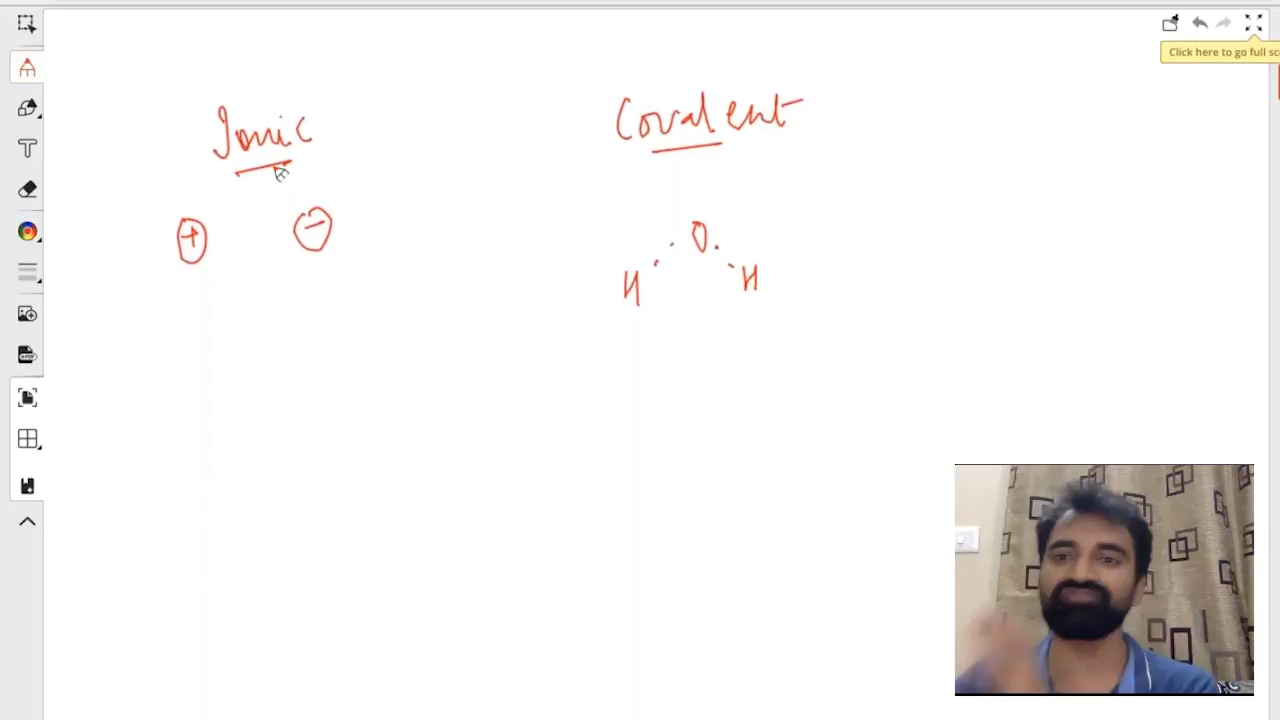 Click here to go full sc
Ionic
Covalent
+ −
O
H H